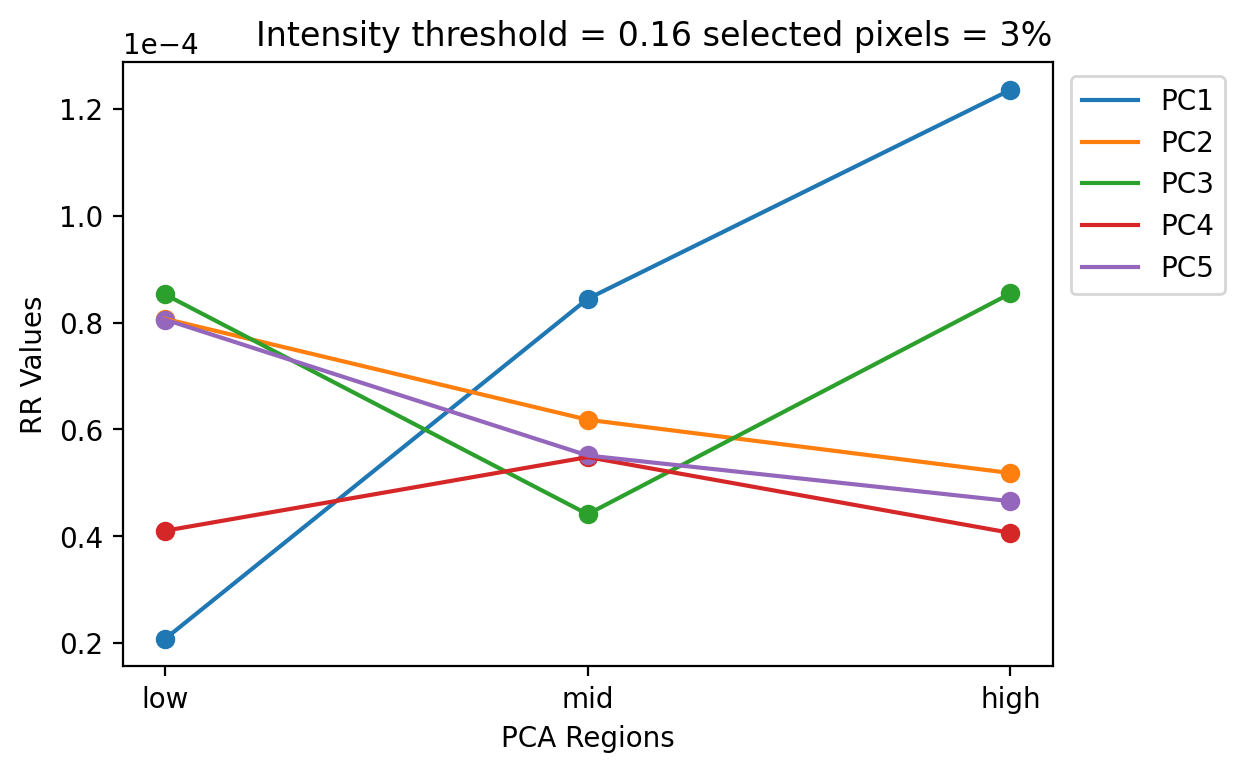 Intensity threshold = 0.16 selected pixels = 3%
1e−4
1.2
1.0
0.8
0.6
0.4
0.2
RR Values
low
mid
high
PCA Regions
PC1
PC2
PC3
PC4
PC5